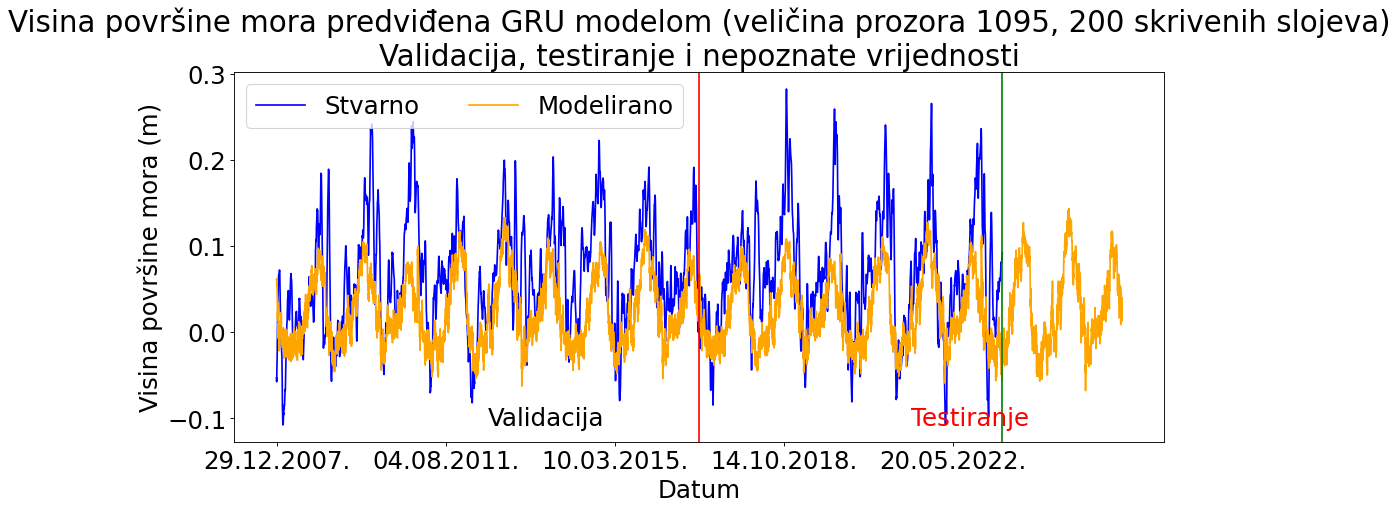 Visina površine mora predviđena GRU modelom (veličina prozora 1095, 200 skrivenih slojeva)
Validacija, testiranje i nepoznate vrijednosti
Stvarno
Modelirano
Visina površine mora (m)
0.3
0.2
0.1
0.0
−0.1
Validacija
Testiranje
29.12.2007.
04.08.2011.
10.03.2015.
14.10.2018.
20.05.2022.
Datum